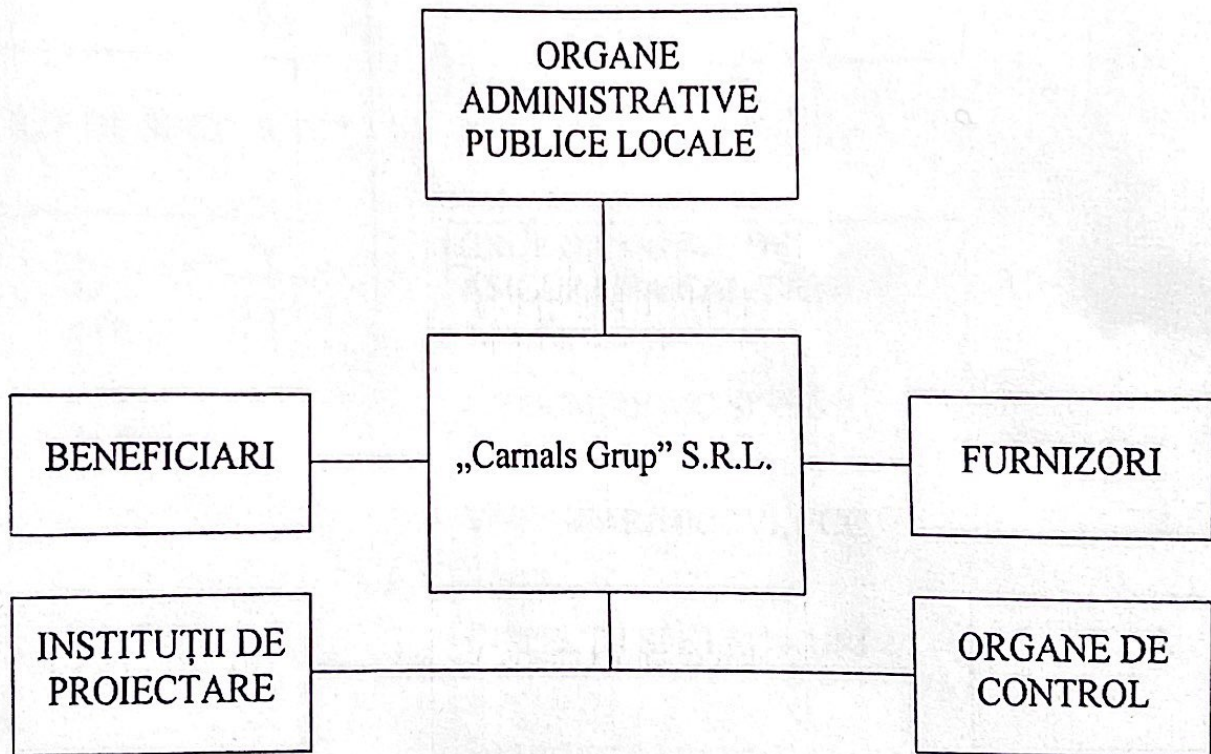 ORGANE
ADMINISTRATIVE
PUBLICE LOCALE
BENEFICIARI
„Carnals Grup” S.R.L.
FURNIZORI
INSTITUȚII DE
PROIECTARE
ORGANE DE
CONTROL